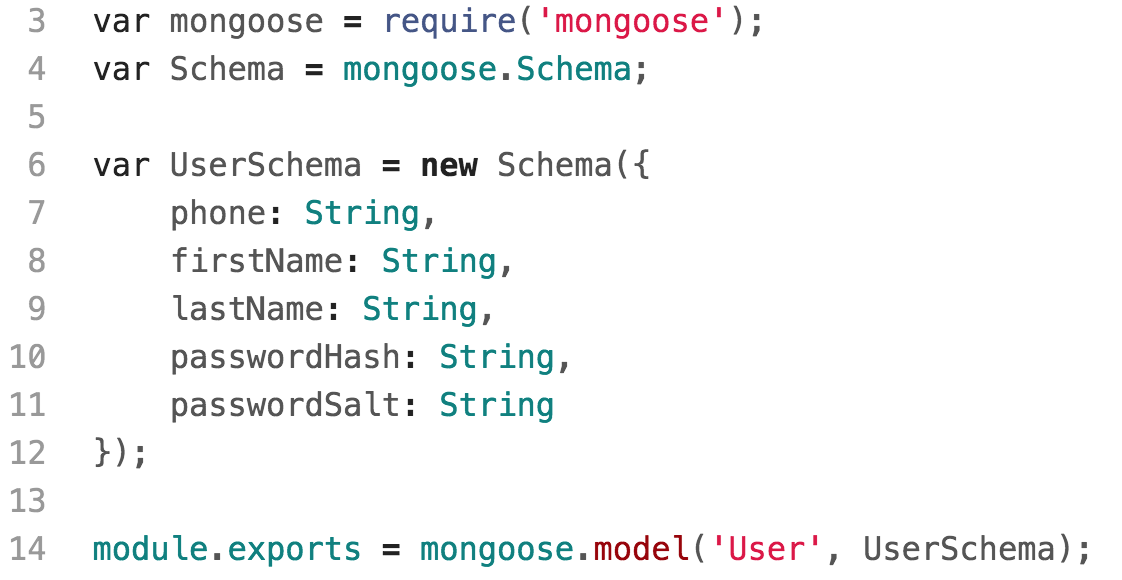 3 var mongoose = require('mongoose');
4 var Schema = mongoose.Schema;
5
6 var UserSchema = new Schema({
7     phone: String,
8     firstName: String,
9     lastName: String,
10     passwordHash: String,
11     passwordSalt: String
12 });
13
14 module.exports = mongoose.model('User', UserSchema);